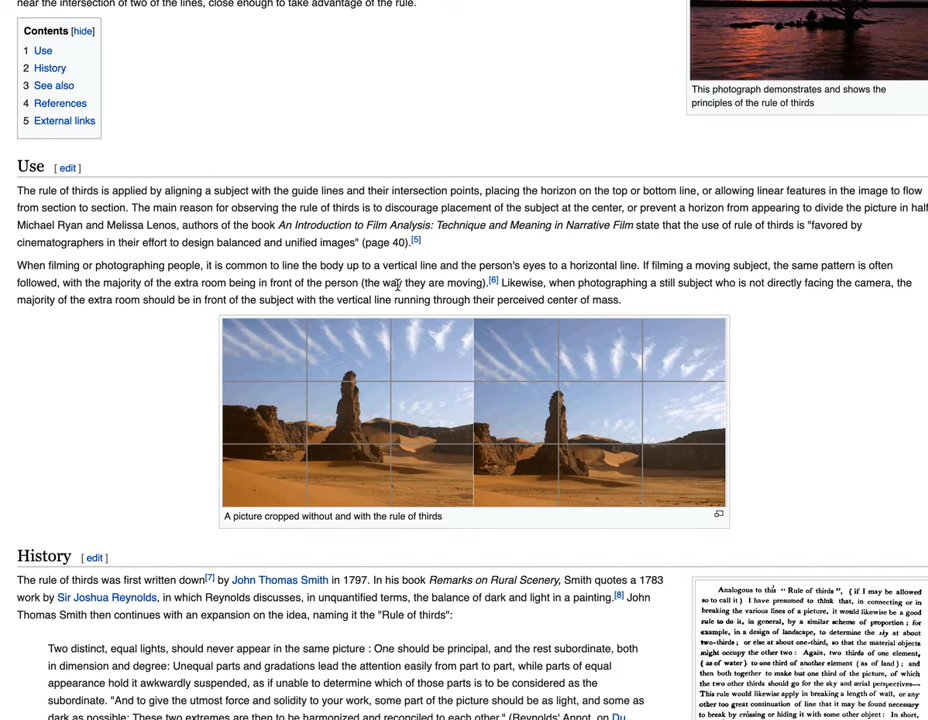 near the intersection of two of the lines, close enough to take advantage of the rule.
Contents [hide]
1 Use
2 History
3 See also
4 References
5 External links
This photograph demonstrates and shows the
principles of the rule of thirds
Use [ edit ]
The rule of thirds is applied by aligning a subject with the guide lines and their intersection points, placing the horizon on the top or bottom line, or allowing linear features in the image to flow
from section to section. The main reason for observing the rule of thirds is to discourage placement of the subject at the center, or prevent a horizon from appearing to divide the picture in half
Michael Ryan and Melissa Lenos, authors of the book An Introduction to Film Analysis: Technique and Meaning in Narrative Film state that the use of rule of thirds is "favored by
cinematographers in their effort to design balanced and unified images" (page 40).[5]
When filming or photographing people, it is common to line the body up to a vertical line and the person's eyes to a horizontal line. If filming a moving subject, the same pattern is often
followed, with the majority of the extra room being in front of the person (the way they are moving).[6] Likewise, when photographing a still subject who is not directly facing the camera, the
majority of the extra room should be in front of the subject with the vertical line running through their perceived center of mass.
A picture cropped without and with the rule of thirds
History [ edit ]
The rule of thirds was first written down[7] by John Thomas Smith in 1797. In his book Remarks on Rural Scenery, Smith quotes a 1783
work by Sir Joshua Reynolds, in which Reynolds discusses, in unquantified terms, the balance of dark and light in a painting.[8] John
Thomas Smith then continues with an expansion on the idea, naming it the "Rule of thirds":
Two distinct, equal lights, should never appear in the same picture : One should be principal, and the rest subordinate, both
in dimension and degree: Unequal parts and gradations lead the attention easily from part to part, while parts of equal
appearance hold it awkwardly suspended, as if unable to determine which of those parts is to be considered as the
subordinate. "And to give the utmost force and solidity to your work, some part of the picture should be as light, and some as
dark as possible: These two extremes are then to be harmonized and reconciled to each other." (Reynolds' Annot. on Du
Analogous to this "Rule of thirds", (if I may be allowed
so to call it) I have presumed to think that, in connecting or in
breaking the various lines of a picture, it would likewise be a good
rule to do it, in general, by a similar scheme of proportion; for
example, in a design of landscape, to determine the sky at about
two-thirds; or else at about one-third, so that the material objects
might occupy the other two: Again, two thirds of one element,
(as of water) to one third of another element (as of land); and
then both together to make but one third of the picture, of which
the two other thirds should go for the sky and aerial perspectives—
This rule would likewise apply in breaking a length of wall, or any
other too great continuation of line that it may be found necessary
to break by crossing or hiding it with some other object: In short,